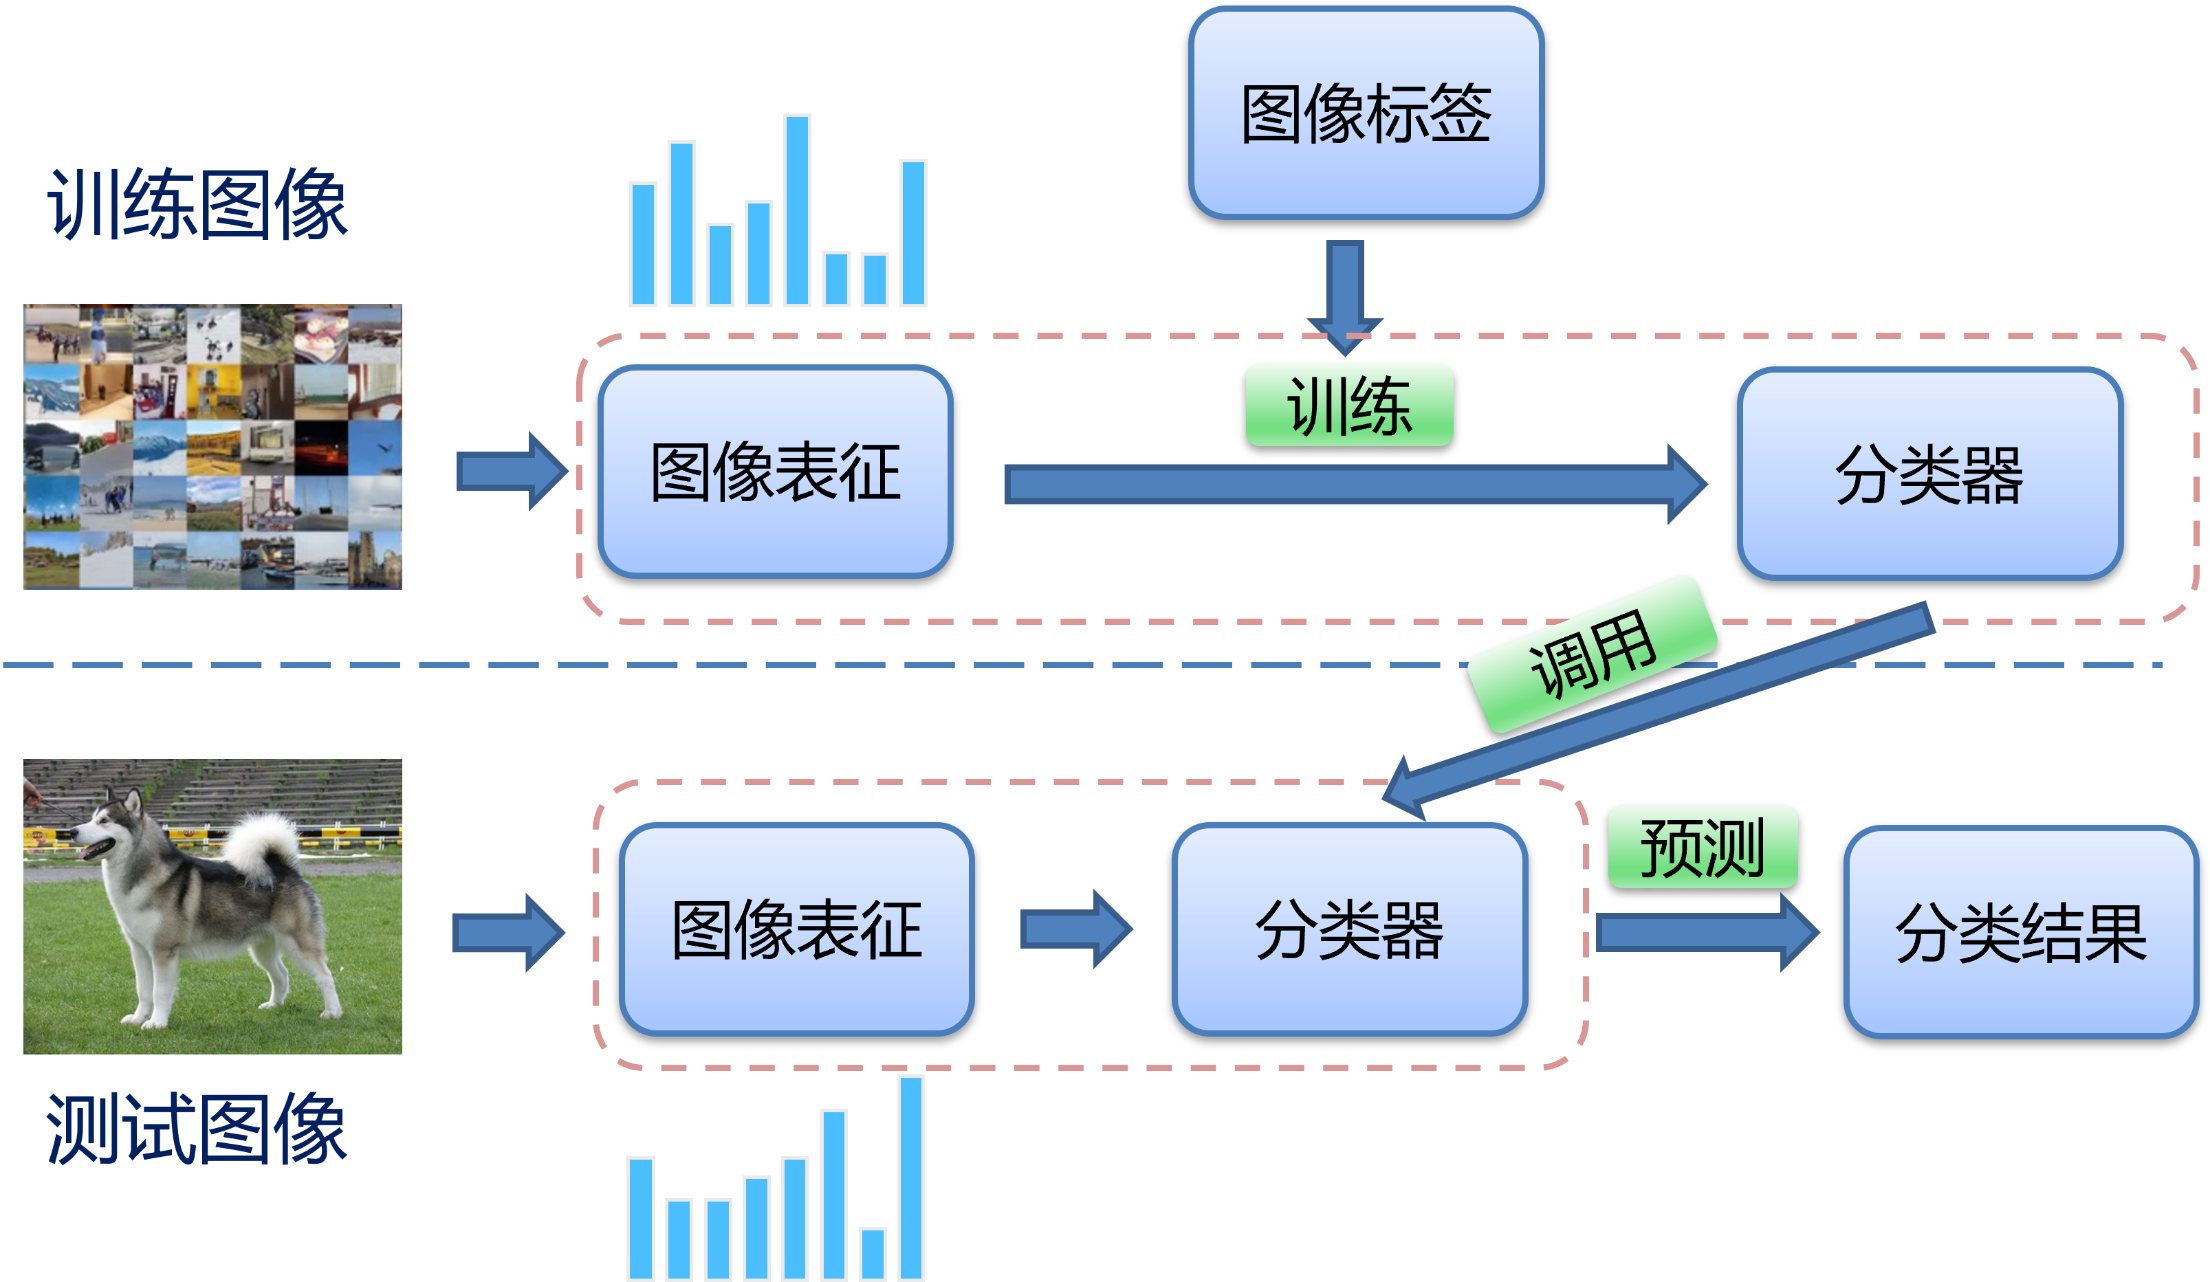 图像标签
训练图像
训练
图像表征
分类器
调用
预测
图像表征
分类器
分类结果
测试图像